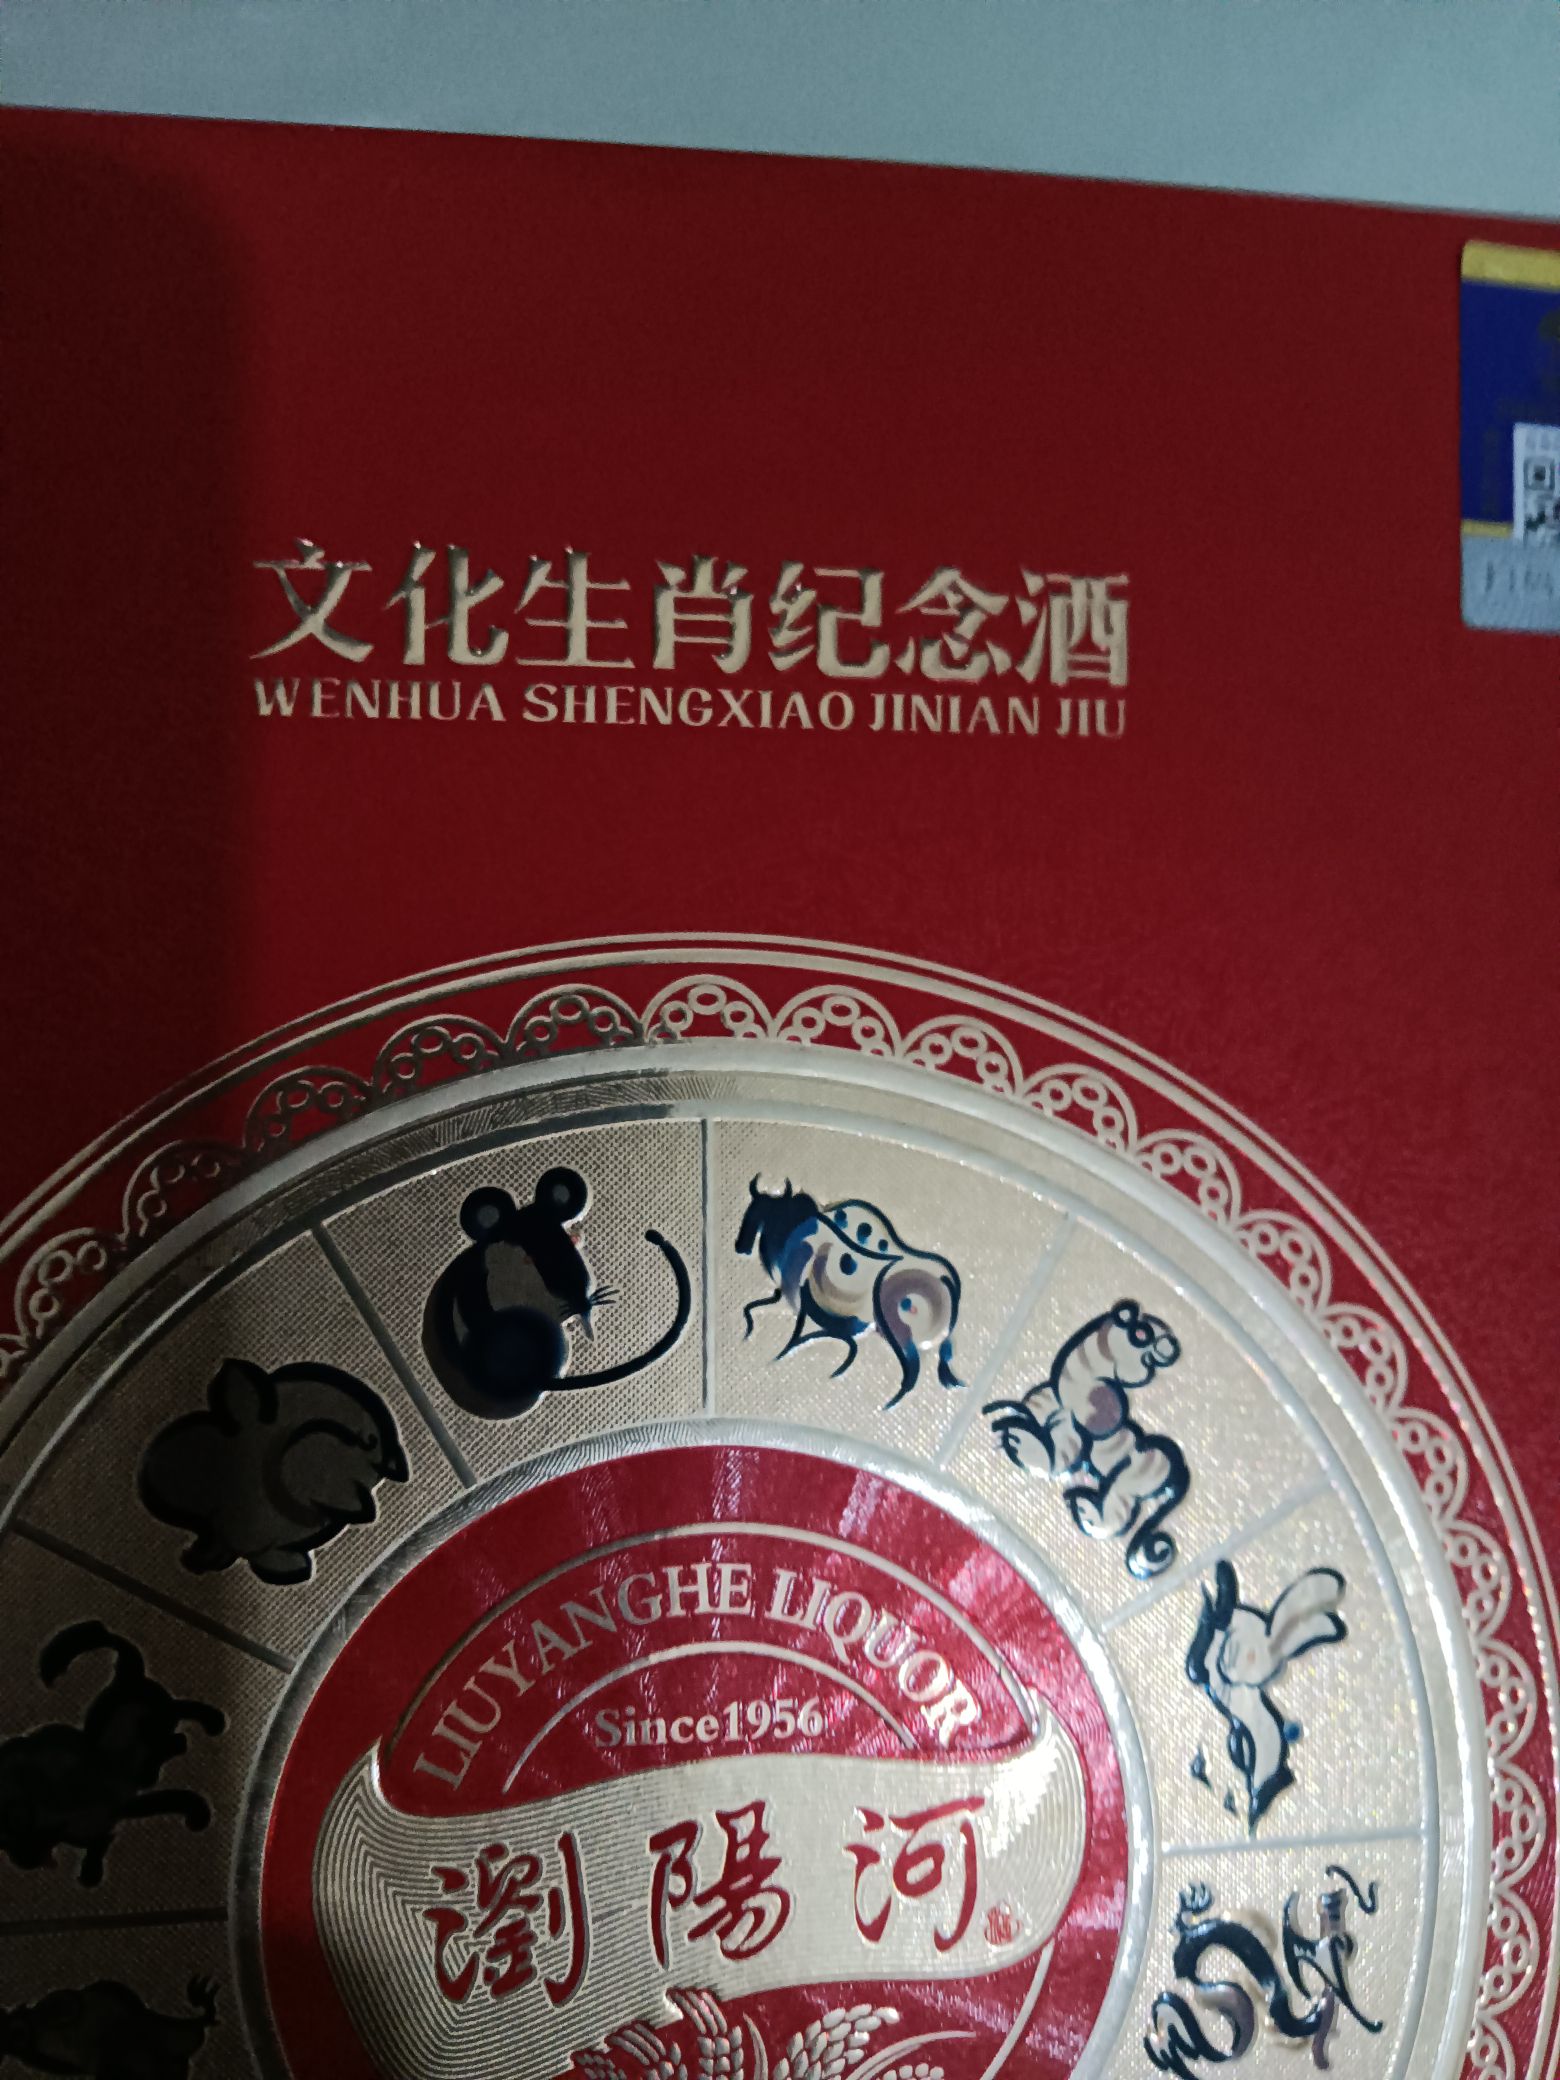 文化生肖纪念酒
WENHUA SHENGXIAO JINIAN JIU
LIUYANGHE LIQUOR
Since1956
瀏陽河